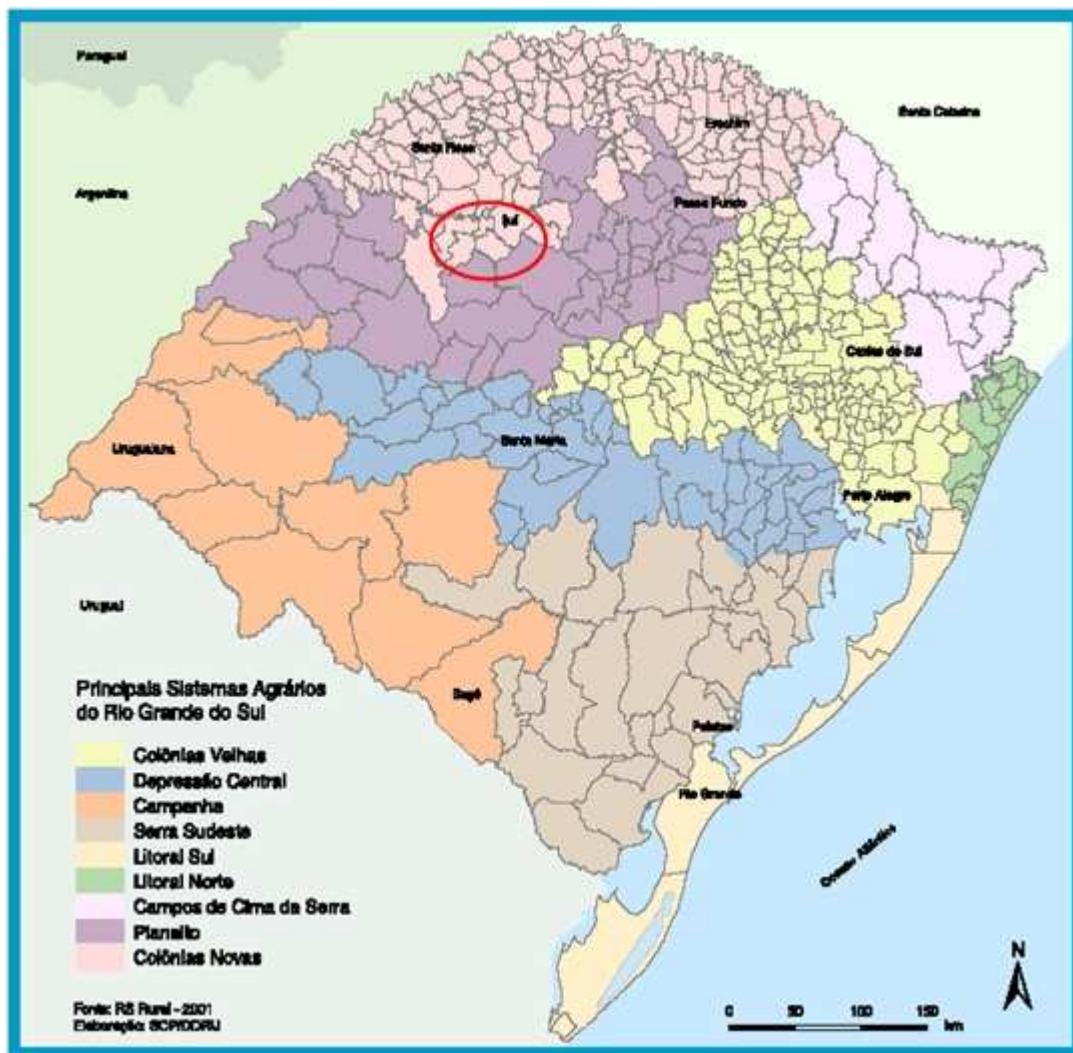 Paraguai
Santa Catarina
Argentina
Santa Rosa
Erechim
Ijuí
Passo Fundo
Caxias do Sul
Uruguaiana
Santa Maria
Porto Alegre
Uruguai
Bagé
Pelotas
Rio Grande
Oceano Atlântico
Principais Sistemas Agrários
do Rio Grande do Sul
Colônias Velhas
Depressão Central
Campanha
Serra Sudeste
Litoral Sul
Litoral Norte
Campos de Cima da Serra
Planalto
Colônias Novas
Fonte: RS Rural - 2001
Elaboração: SCP/DDRU
N
0 50 100 150
km